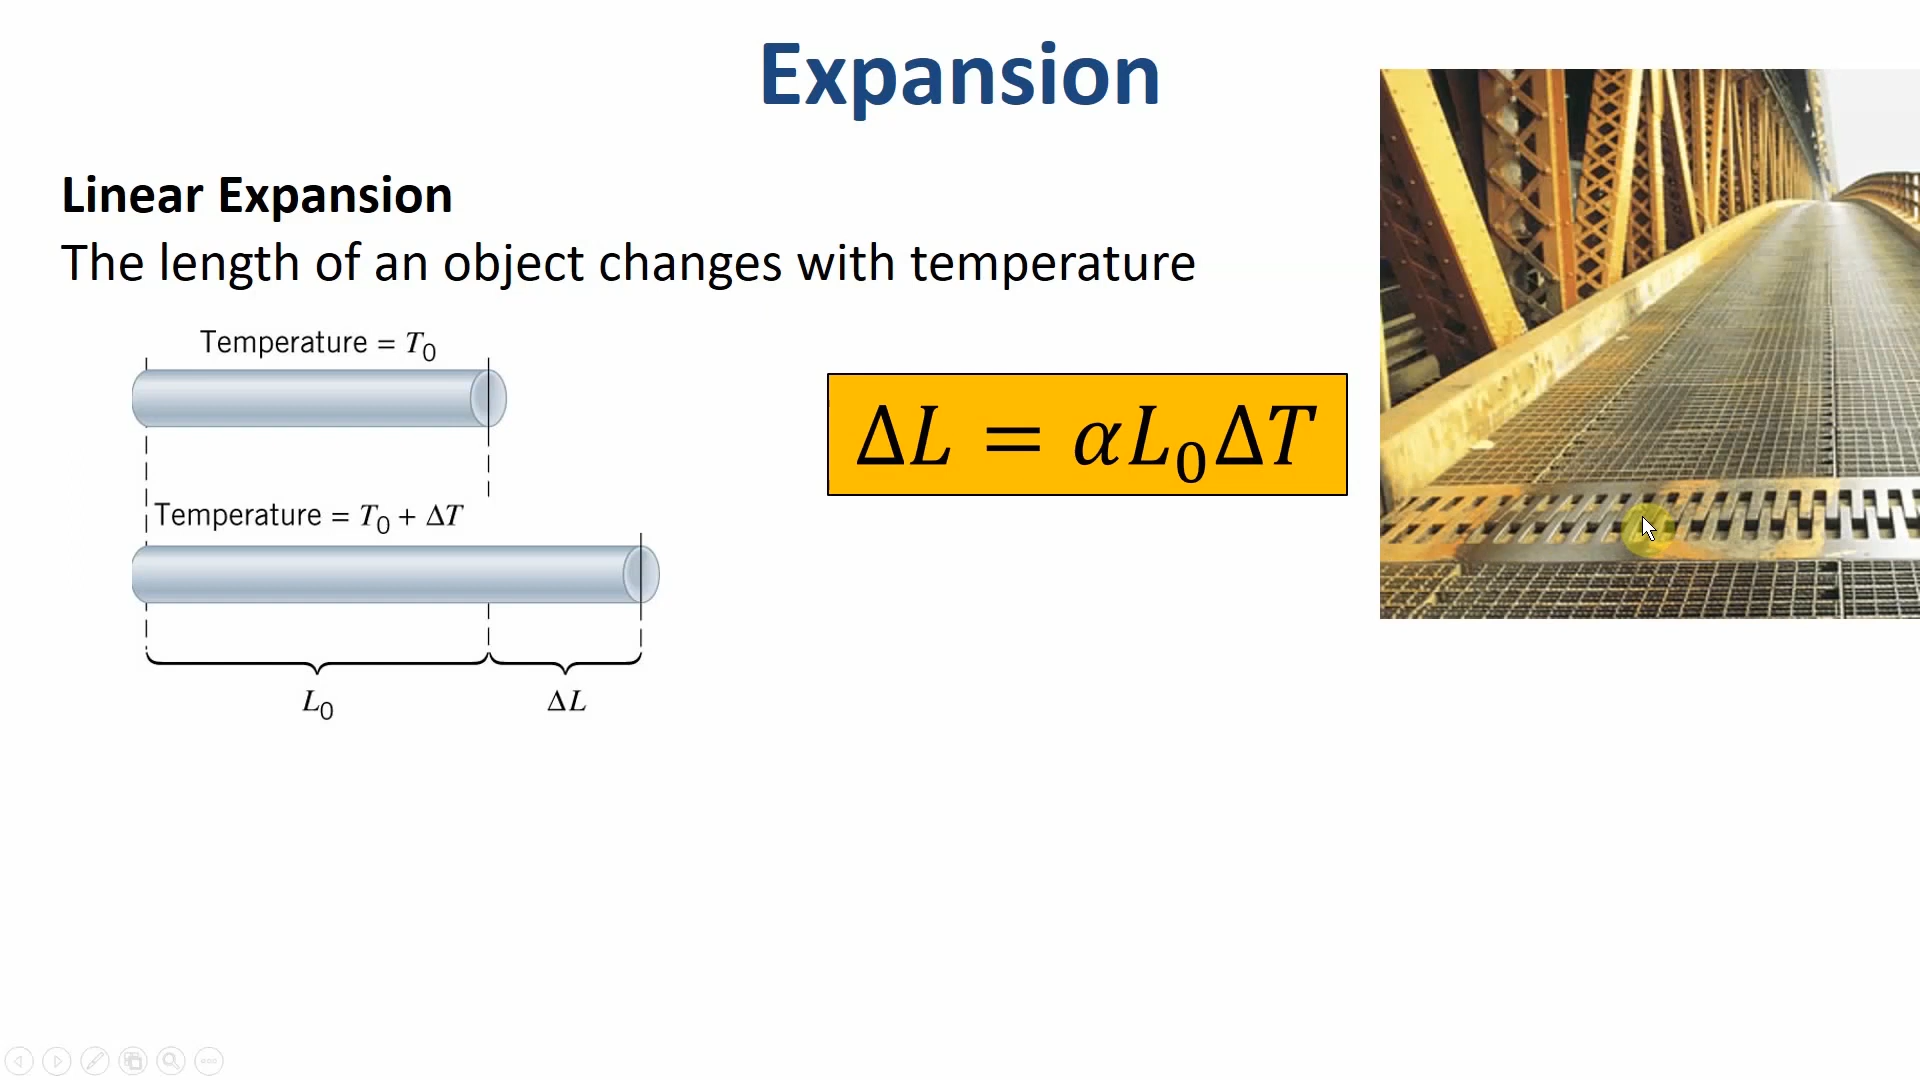 Expansion
Linear Expansion
The length of an object changes with temperature
Temperature = T₀
ΔL = αL₀ΔT
Temperature = T₀ + ΔT
L₀
ΔL